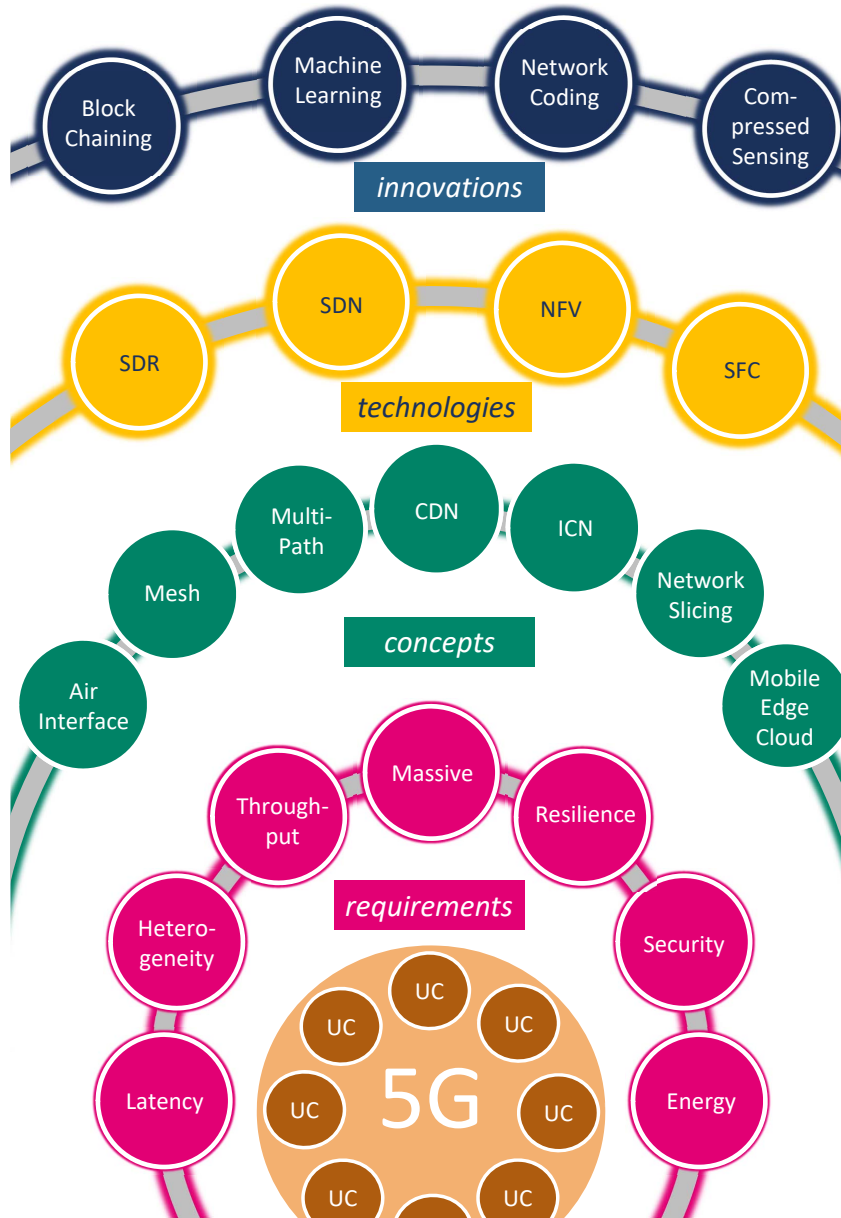 Block
Chaining
Machine
Learning
Network
Coding
Com-
pressed
Sensing
innovations
SDR
SDN
NFV
SFC
technologies
Air
Interface
Mesh
Multi-
Path
CDN
ICN
Network
Slicing
Mobile
Edge
Cloud
concepts
Latency
Hetero-
geneity
Through-
put
Massive
Resilience
Security
Energy
requirements
UC
UC
UC
UC
5G
UC
UC
UC